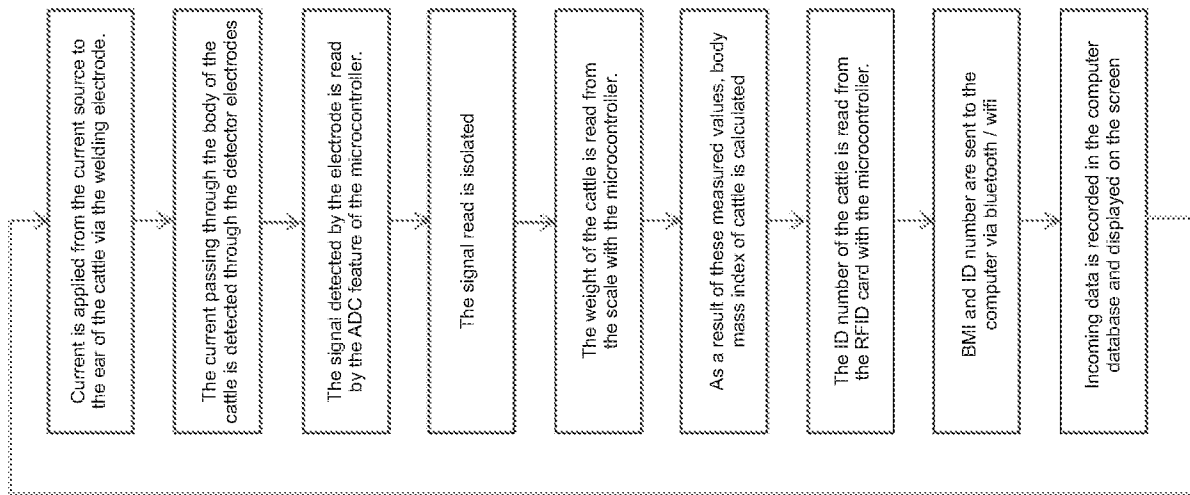 Current is applied from the current source to
the ear of the cattle via the welding electrode.
The current passing through the body of the
cattle is detected through the detector electrodes
The signal detected by the electrode is read
by the ADC feature of the microcontroller.
The signal read is isolated
The weight of the cattle is read from
the scale with the microcontroller.
As a result of these measured values, body
mass index of cattle is calculated
The ID number of the cattle is read from
the RFID card with the microcontroller.
BMI and ID number are sent to the
computer via bluetooth / wifi
Incoming data is recorded in the computer
database and displayed on the screen